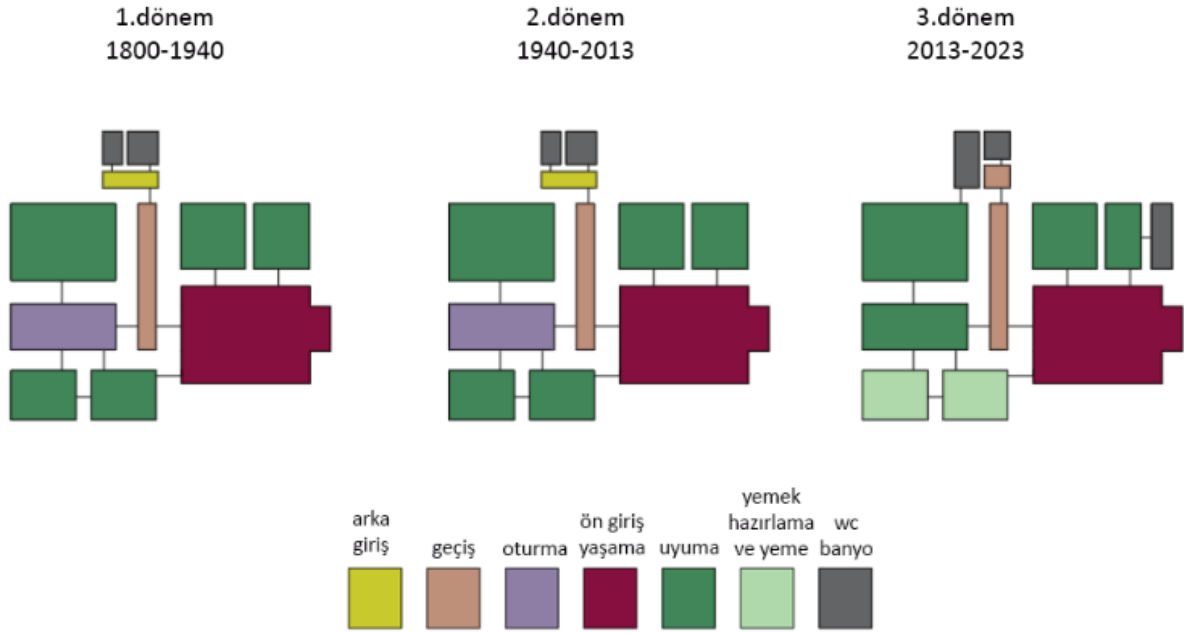 1.dönem
1800-1940
2.dönem
1940-2013
3.dönem
2013-2023
arka
giriş
geçiş
oturma
ön giriş
yaşama
uyuma
yemek
hazırlama
ve yeme
wc
banyo